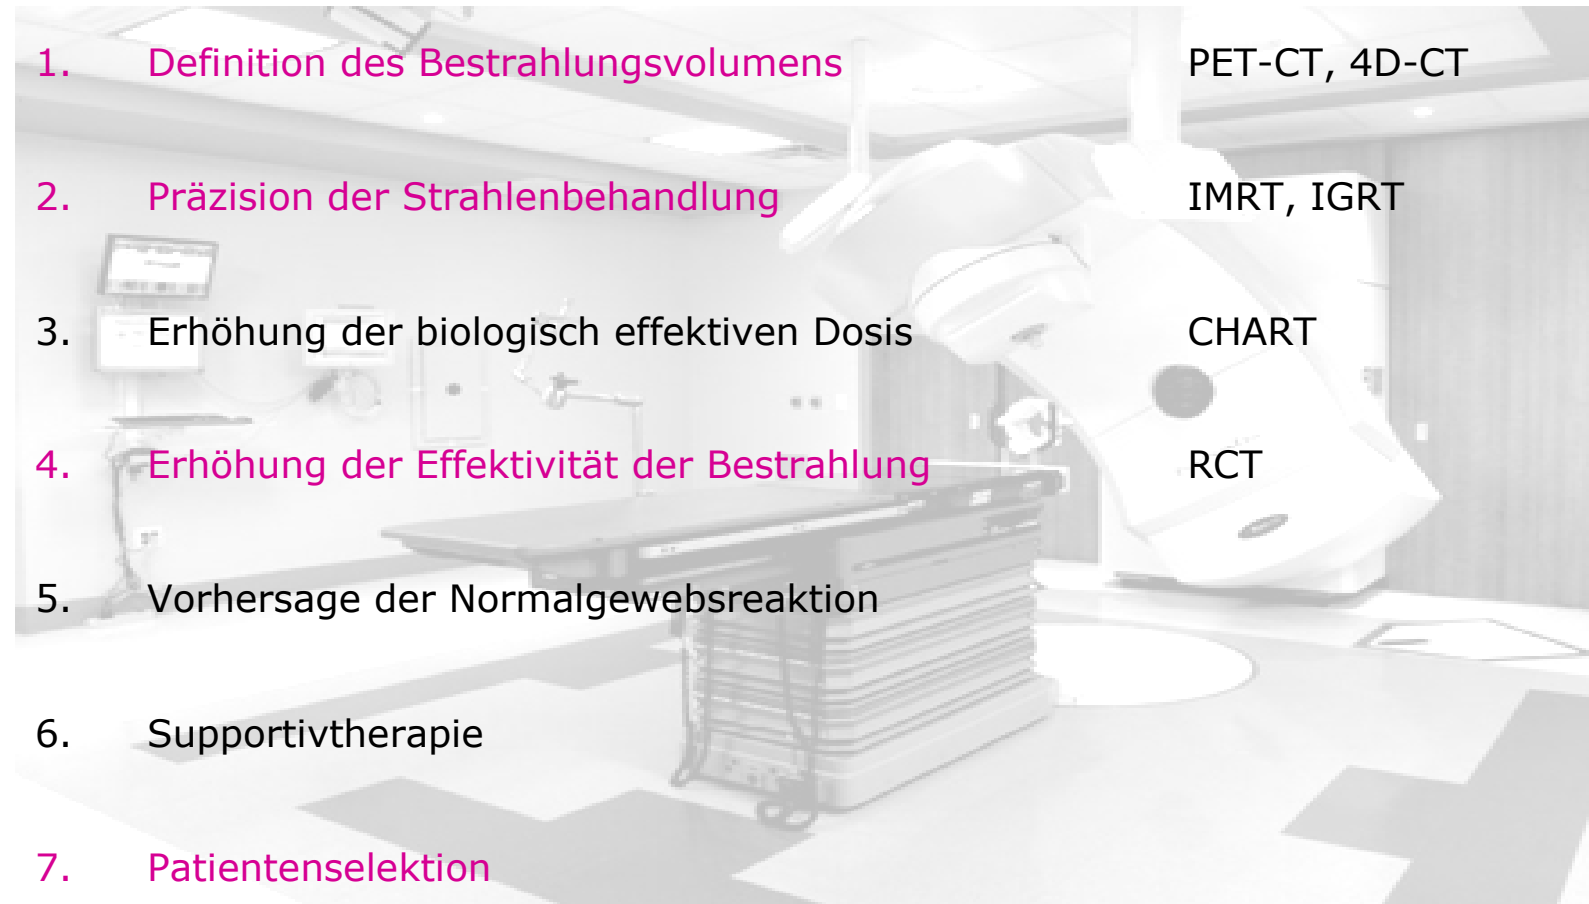 1. Definition des Bestrahlungsvolumens PET-CT, 4D-CT
2. Präzision der Strahlenbehandlung IMRT, IGRT
3. Erhöhung der biologisch effektiven Dosis CHART
4. Erhöhung der Effektivität der Bestrahlung RCT
5. Vorhersage der Normalgewebsreaktion
6. Supportivtherapie
7. Patientenselektion